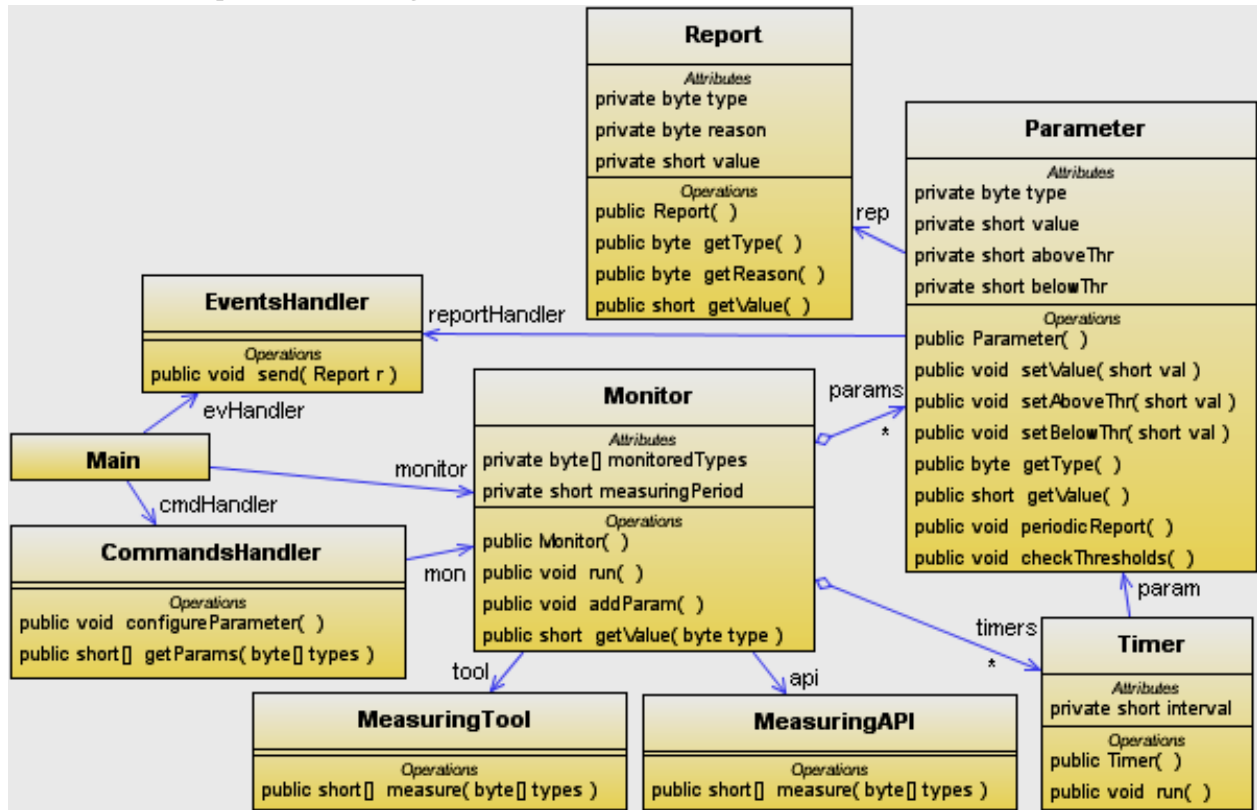 Report
Attributes
private byte type
private byte reason
private short value
Operations
public Report( )
public byte getType( )
public byte getReason( )
public short getValue( )
rep
Parameter
Attributes
private byte type
private short value
private short aboveThr
private short belowThr
Operations
public Parameter( )
public void setValue( short val )
public void setAboveThr( short val )
public void setBelowThr( short val )
public byte getType( )
public short getValue( )
public void periodicReport( )
public void checkThresholds( )
EventsHandler
Operations
public void send( Report r )
reportHandler
evHandler
Main
monitor
cmdHandler
CommandsHandler
Operations
public void configureParameter( )
public short[] getParams( byte[] types )
mon
Monitor
Attributes
private byte[] monitoredTypes
private short measuringPeriod
Operations
public Monitor( )
public void run( )
public void addParam( )
public short getValue( byte type )
params
*
timers
*
param
Timer
Attributes
private short interval
Operations
public Timer( )
public void run( )
tool
api
MeasuringTool
Operations
public short[] measure( byte[] types )
MeasuringAPI
Operations
public short[] measure( byte[] types )